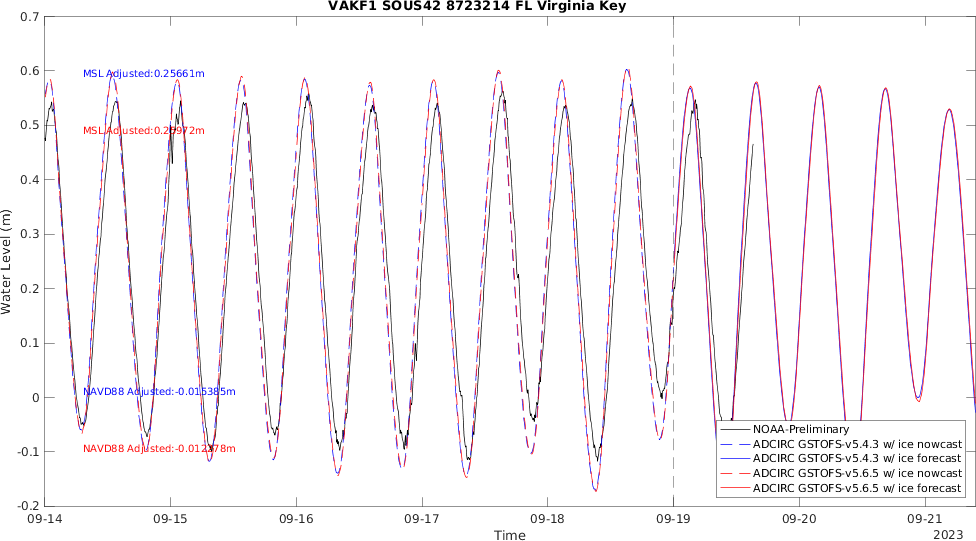 VAKF1 SOUS42 8723214 FL Virginia Key
0.7
0.6
0.5
0.4
0.3
0.2
0.1
0
-0.1
-0.2
Water Level (m)
MSL Adjusted:0.25661m
MSL Adjusted:0.25972m
NAVD88 Adjusted:-0.015385m
NAVD88 Adjusted:-0.012278m
NOAA-Preliminary
ADCIRC GSTOFS-v5.4.3 w/ ice nowcast
ADCIRC GSTOFS-v5.4.3 w/ ice forecast
ADCIRC GSTOFS-v5.6.5 w/ ice nowcast
ADCIRC GSTOFS-v5.6.5 w/ ice forecast
09-14 09-15 09-16 09-17 09-18 09-19 09-20 09-21
Time
2023